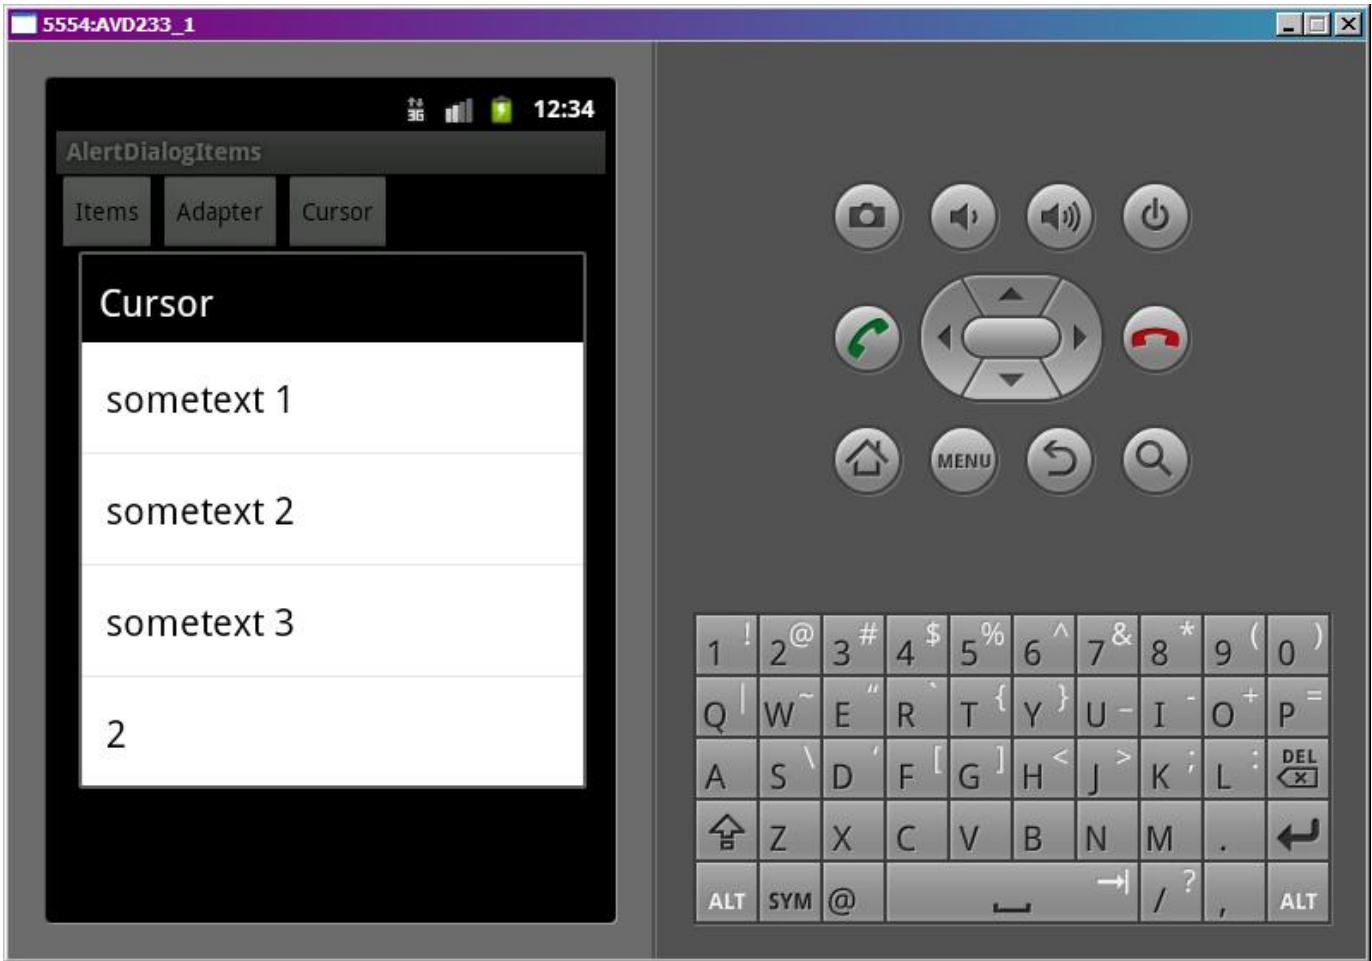 5554:AVD233_1
3G 12:34
AlertDialogItems
Items Adapter Cursor
Cursor
sometext 1
sometext 2
sometext 3
2
MENU
1 ! 2 @ 3 # 4 $ 5 % 6 ^ 7 & 8 * 9 ( 0 )
Q | W ~ E “ R ` T { Y } U _ I - O + P =
A S \ D ‘ F [ G ] H < J > K ; L : DEL
Z X C V B N M .
ALT SYM @ / ? , ALT